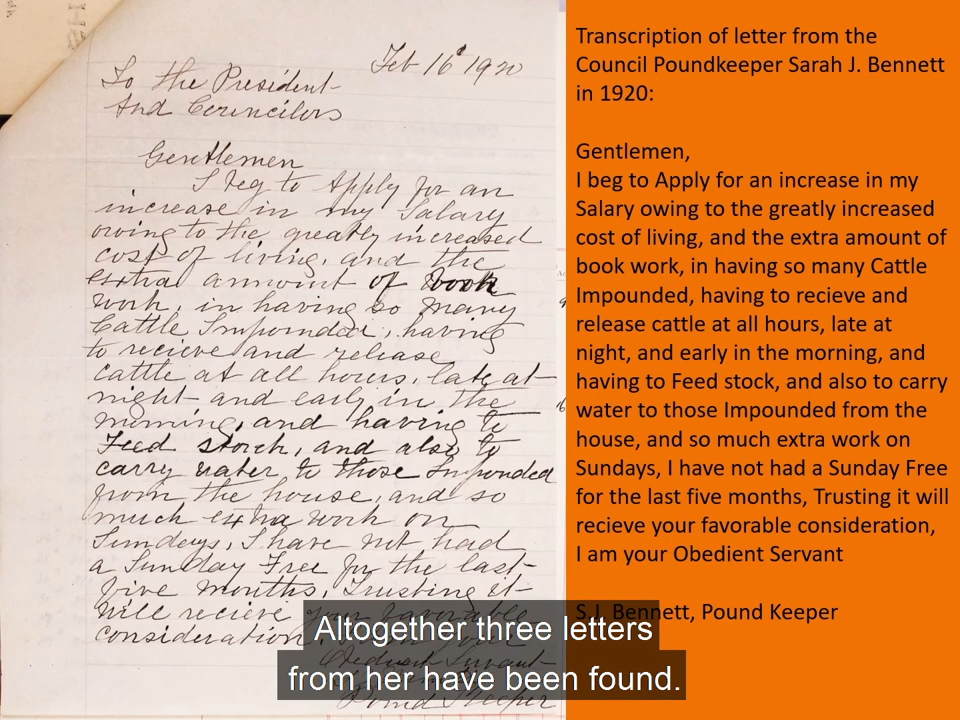 Feb 16 1920
To the President
And Councilors
Gentlemen
I beg to Apply for an
increase in my Salary
owing to the greatly increased
cost of living, and the
extra amount of book
work, in having so many
Cattle Impounded, having
to recieve and release
cattle at all hours, late at
night and early in the
morning, and having to
Feed stock, and also to
carry water to those Impounded
from the house, and so
much extra work on
Sundays, I have not had
a Sunday Free for the last
five months, Trusting it
will recieve your favorable
consideration,
Obedient Servant
Pound Keeper
Transcription of letter from the
Council Poundkeeper Sarah J. Bennett
in 1920:
Gentlemen,
I beg to Apply for an increase in my
Salary owing to the greatly increased
cost of living, and the extra amount of
book work, in having so many Cattle
Impounded, having to recieve and
release cattle at all hours, late at
night, and early in the morning, and
having to Feed stock, and also to carry
water to those Impounded from the
house, and so much extra work on
Sundays, I have not had a Sunday Free
for the last five months, Trusting it will
recieve your favorable consideration,
I am your Obedient Servant
S.J. Bennett, Pound Keeper
Altogether three letters
from her have been found.